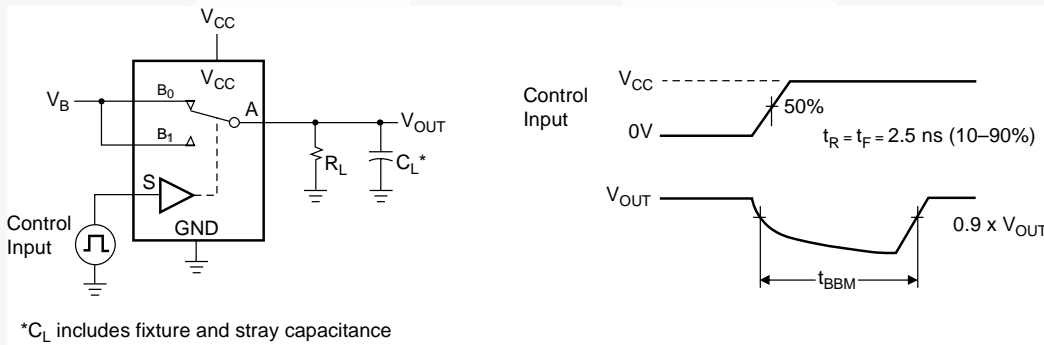 V_CC
V_CC
V_B
B_0
A
V_OUT
B_1
R_L
C_L*
S
GND
Control
Input
*C_L includes fixture and stray capacitance
Control
Input
V_CC
50%
0V
t_R = t_F = 2.5 ns (10–90%)
V_OUT
0.9 x V_OUT
t_BBM